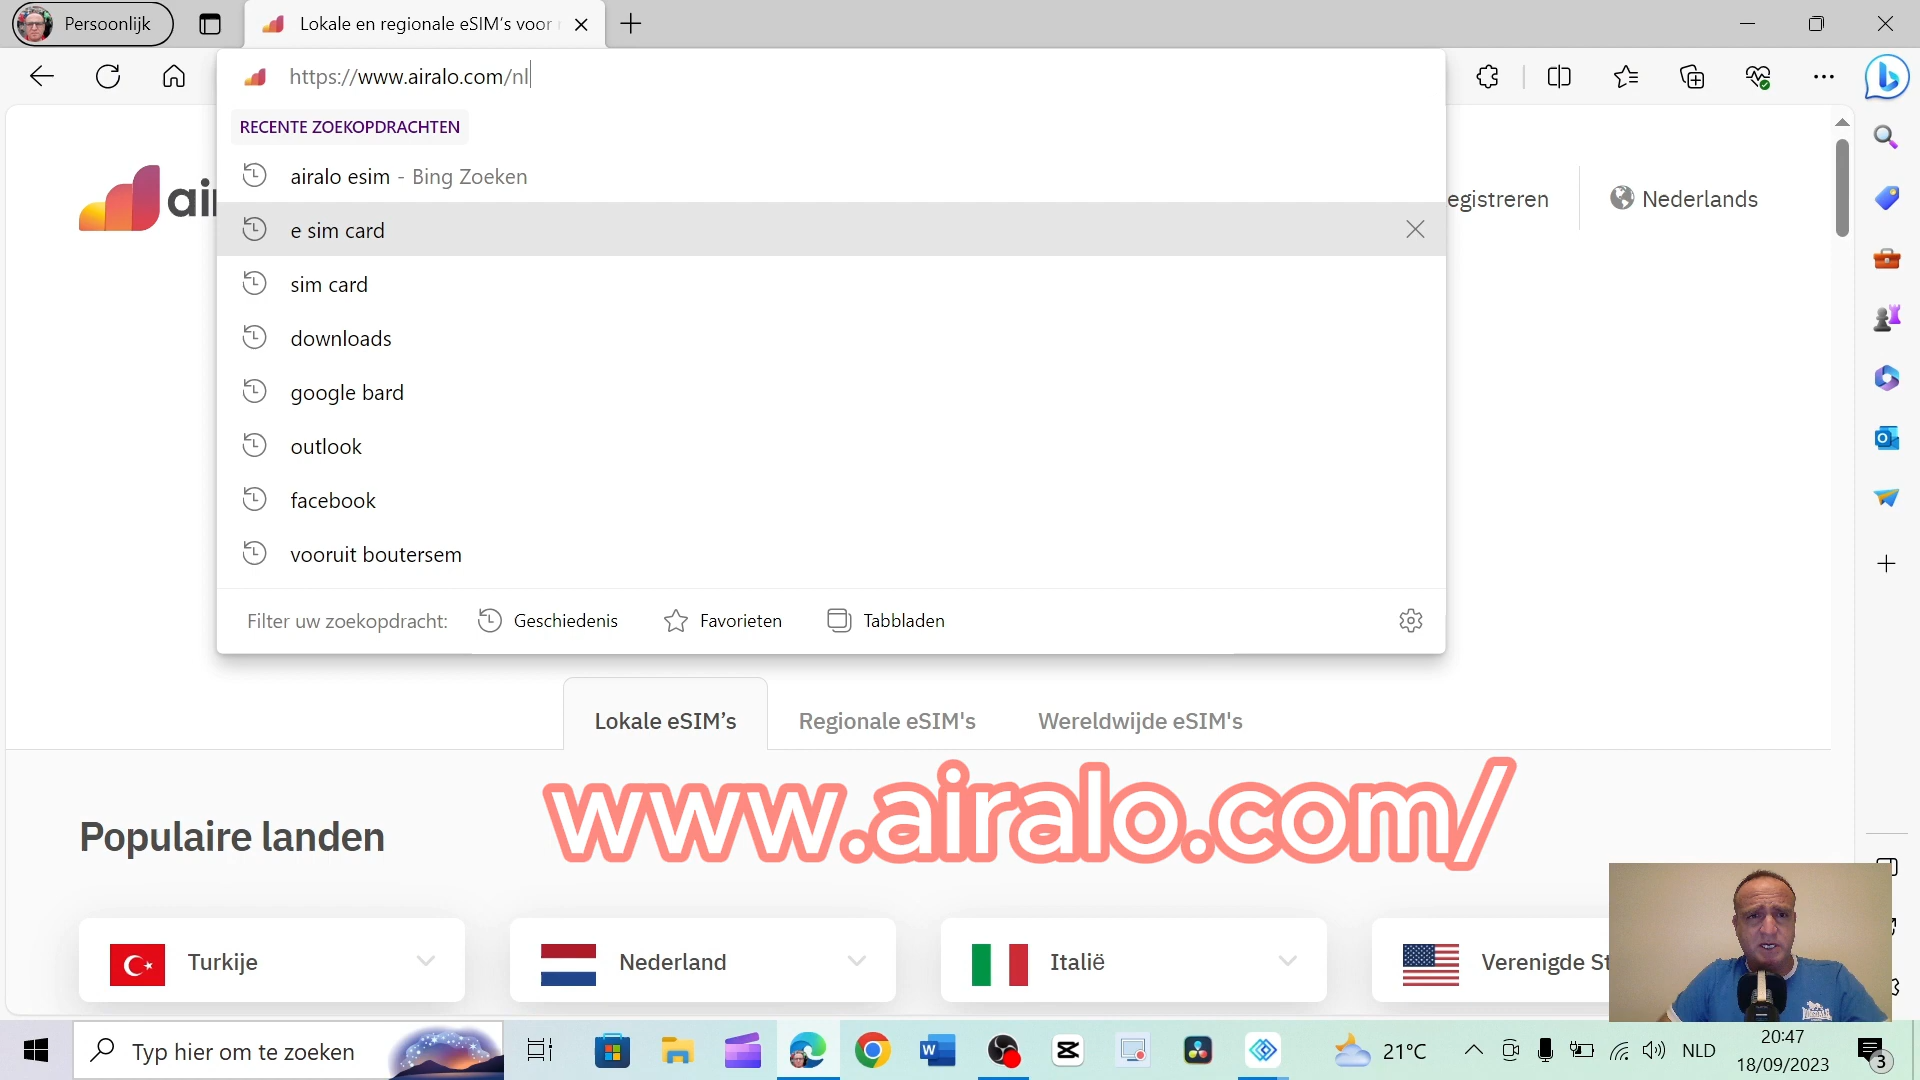 Persoonlijk
Lokale en regionale eSIM's voor
https://www.airalo.com/nl
RECENTE ZOEKOPDRACHTEN
airalo esim - Bing Zoeken
e sim card
sim card
downloads
google bard
outlook
facebook
vooruit boutersem
Filter uw zoekopdracht:
Geschiedenis
Favorieten
Tabbladen
egistreren
Nederlands
Lokale eSIM's
Regionale eSIM's
Wereldwijde eSIM's
Populaire landen
www.airalo.com/
Turkije
Nederland
Italië
Verenigde St
Typ hier om te zoeken
21°C
NLD
20:47
18/09/2023
3